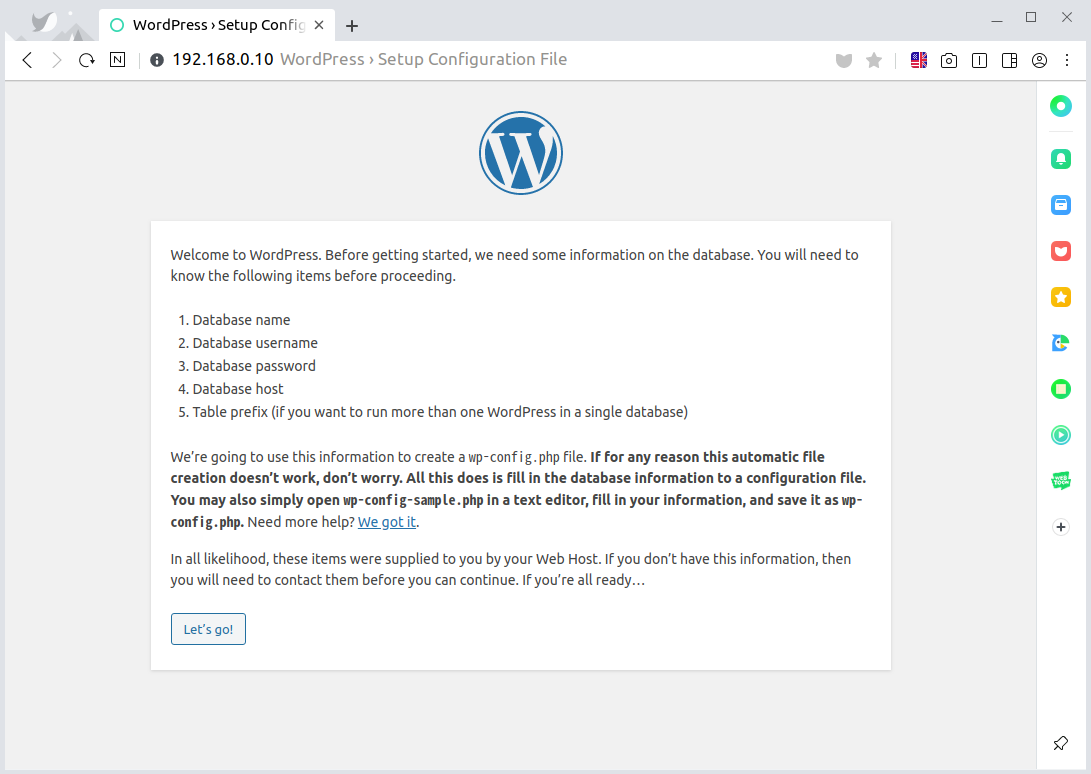 WordPress › Setup Config
192.168.0.10 WordPress › Setup Configuration File
Welcome to WordPress. Before getting started, we need some information on the database. You will need to
know the following items before proceeding.
1. Database name
2. Database username
3. Database password
4. Database host
5. Table prefix (if you want to run more than one WordPress in a single database)
We’re going to use this information to create a wp-config.php file. If for any reason this automatic file
creation doesn’t work, don’t worry. All this does is fill in the database information to a configuration file.
You may also simply open wp-config-sample.php in a text editor, fill in your information, and save it as wp-
config.php. Need more help? We got it.
In all likelihood, these items were supplied to you by your Web Host. If you don’t have this information, then
you will need to contact them before you can continue. If you’re all ready…
Let’s go!
WEB
TOON